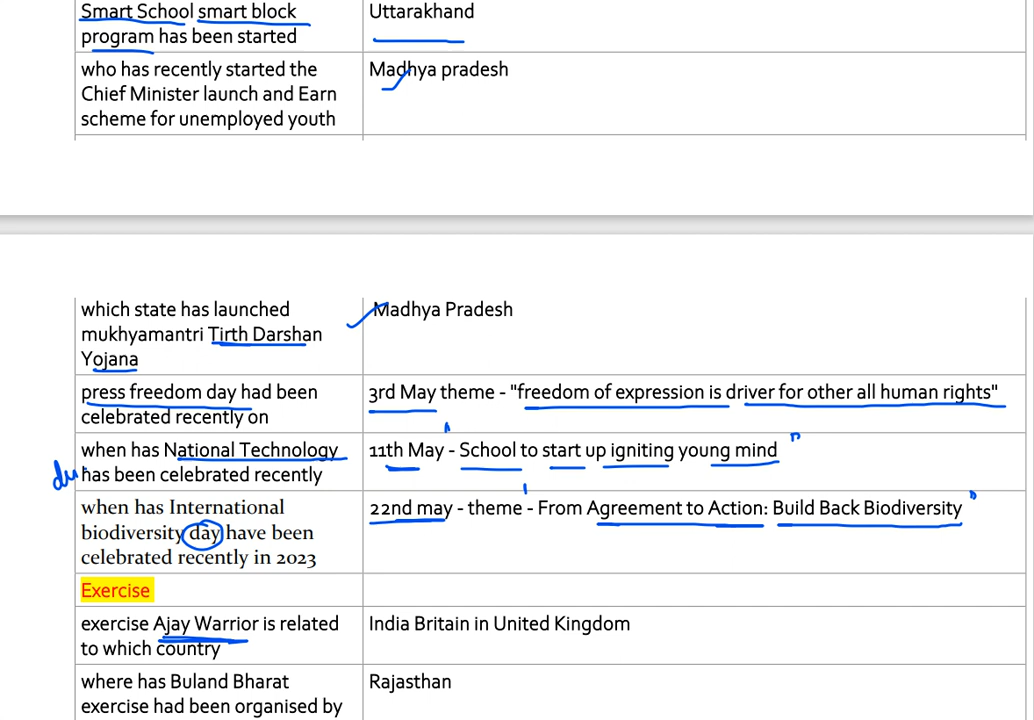 Smart School smart block
program has been started
Uttarakhand
who has recently started the
Chief Minister launch and Earn
scheme for unemployed youth
Madhya pradesh
which state has launched
mukhyamantri Tirth Darshan
Yojana
Madhya Pradesh
press freedom day had been
celebrated recently on
3rd May theme - "freedom of expression is driver for other all human rights"
when has National Technology
has been celebrated recently
11th May - School to start up igniting young mind
when has International
biodiversity day have been
celebrated recently in 2023
22nd may - theme - From Agreement to Action: Build Back Biodiversity
Exercise
exercise Ajay Warrior is related
to which country
India Britain in United Kingdom
where has Buland Bharat
exercise had been organised by
Rajasthan